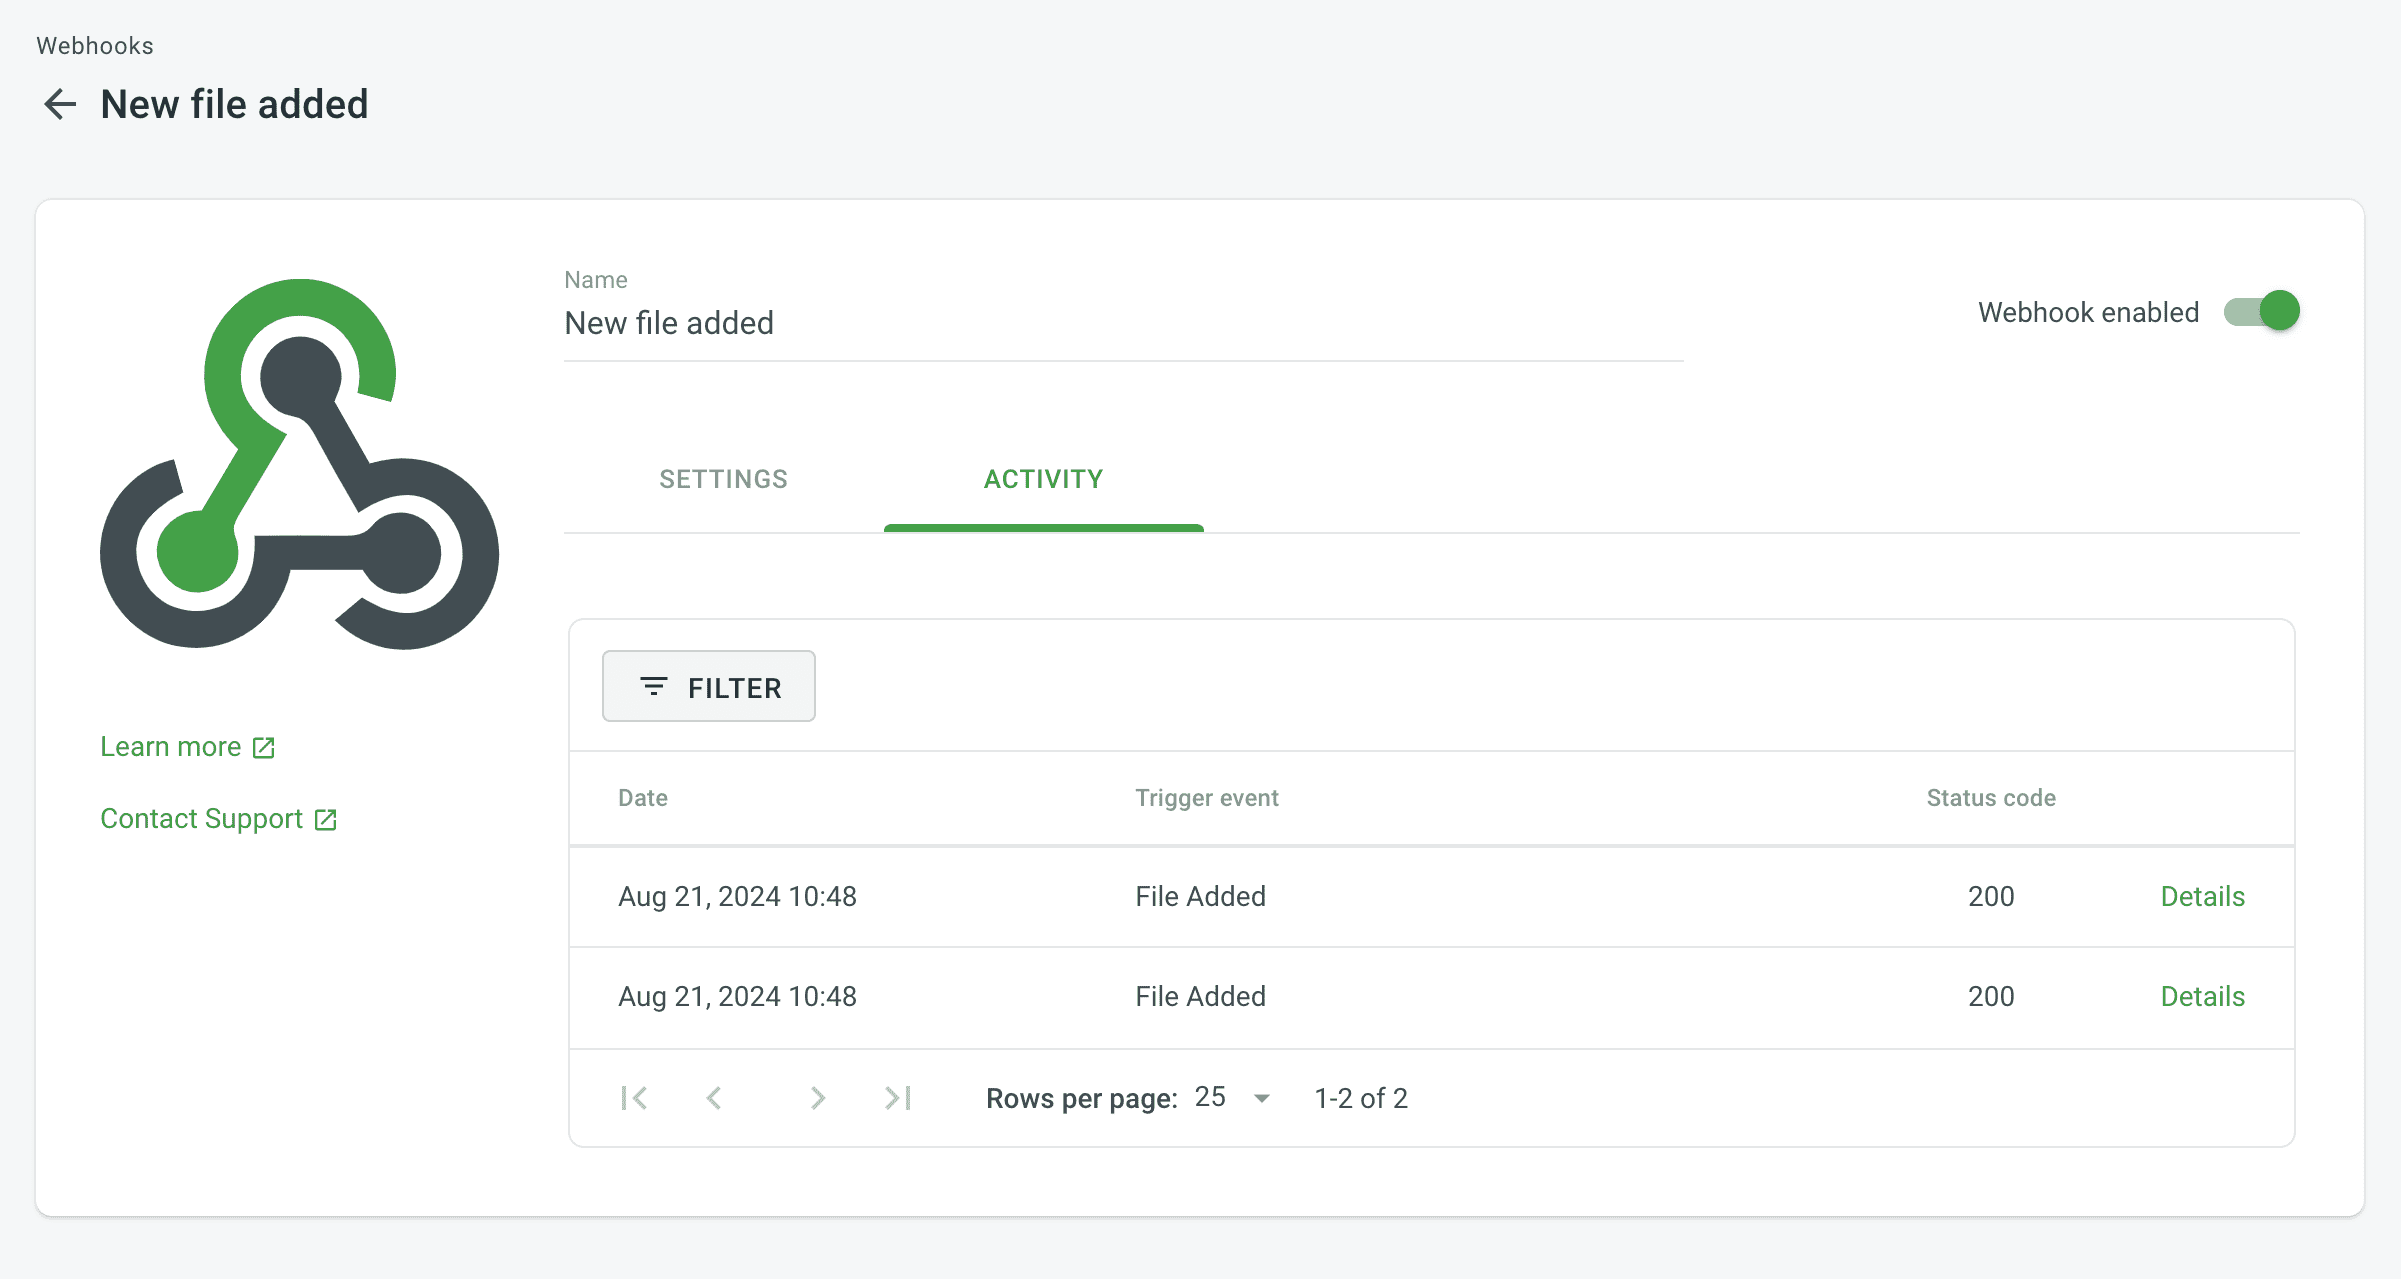 Webhooks
New file added
Name
New file added
Webhook enabled
SETTINGS ACTIVITY
Learn more
Contact Support
FILTER
Date Trigger event Status code
Aug 21, 2024 10:48 File Added 200 Details
Aug 21, 2024 10:48 File Added 200 Details
Rows per page: 25 1-2 of 2